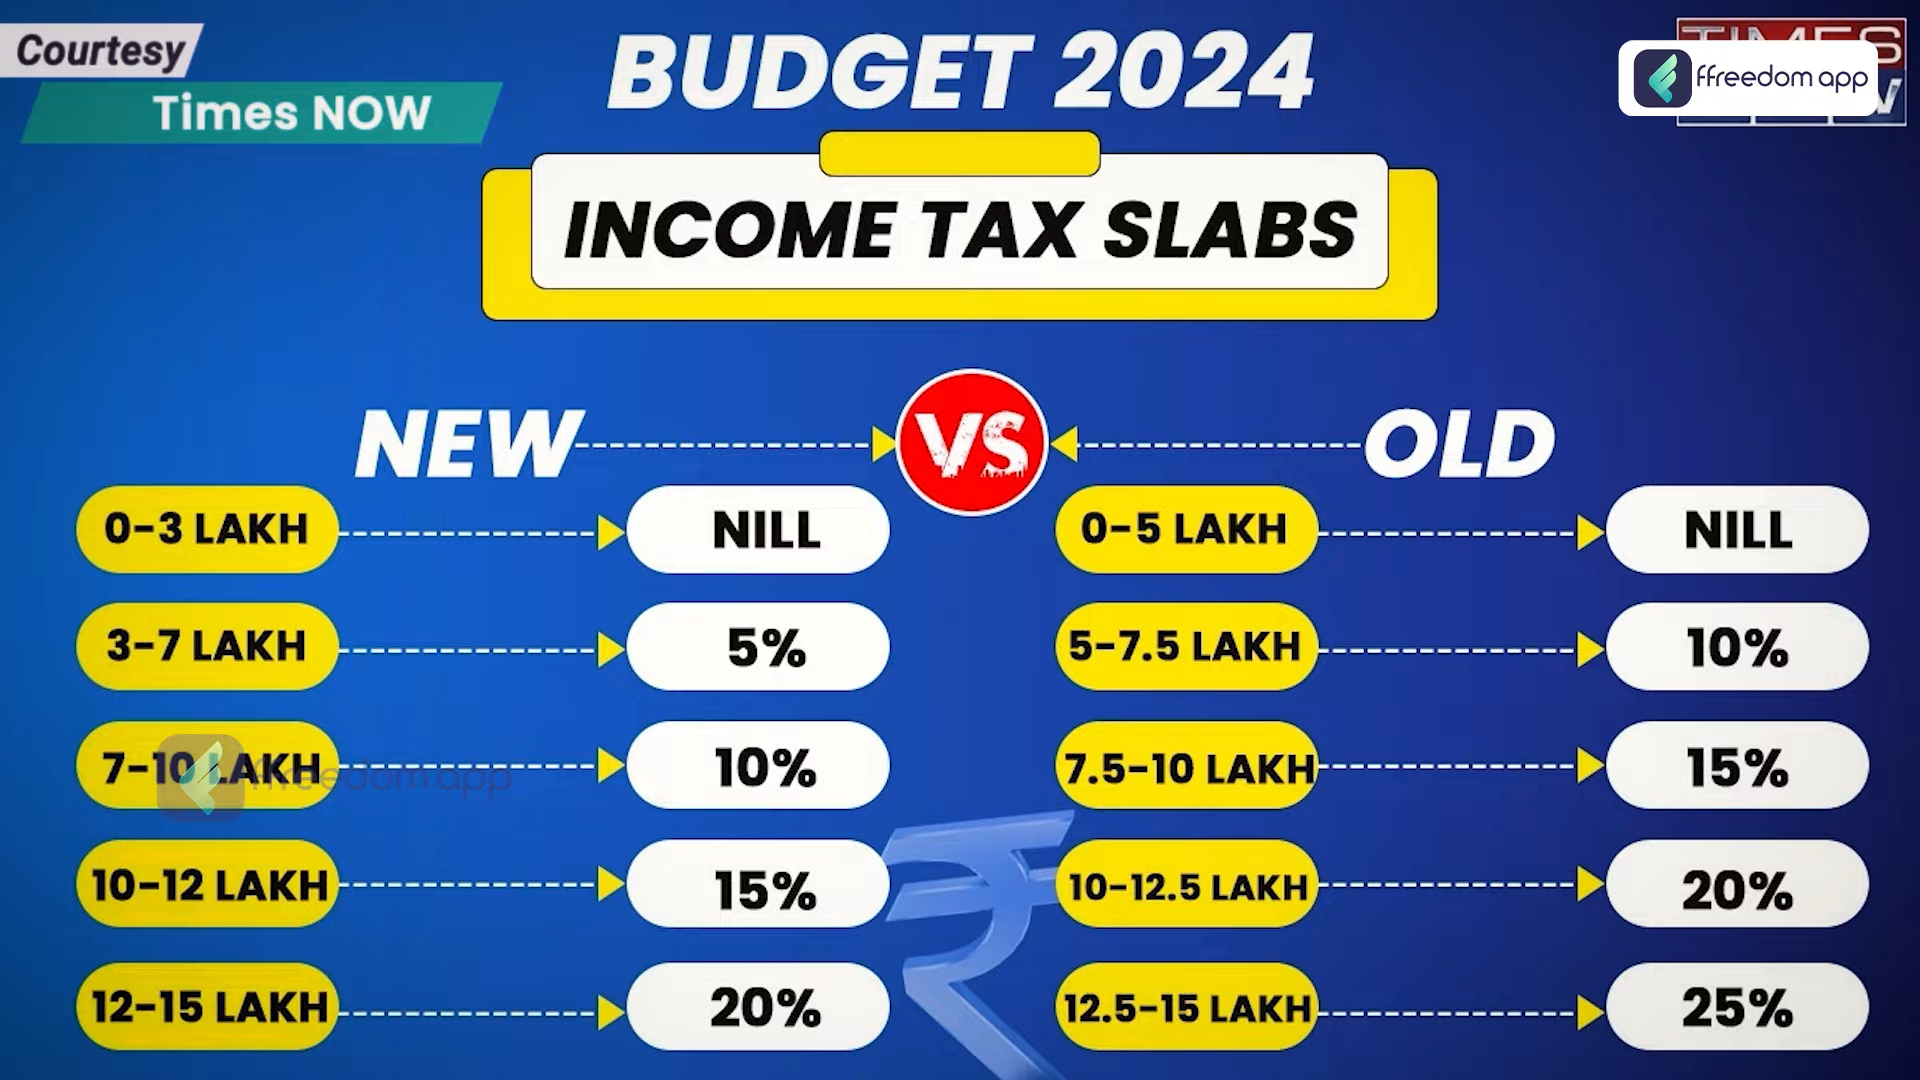 Courtesy
Times NOW
BUDGET 2024
TIMES
ffreedom app
INCOME TAX SLABS
NEW VS OLD
0-3 LAKH NILL 0-5 LAKH NILL
3-7 LAKH 5% 5-7.5 LAKH 10%
7-10 LAKH 10% 7.5-10 LAKH 15%
ffreedom app
10-12 LAKH 15% 10-12.5 LAKH 20%
12-15 LAKH 20% 12.5-15 LAKH 25%